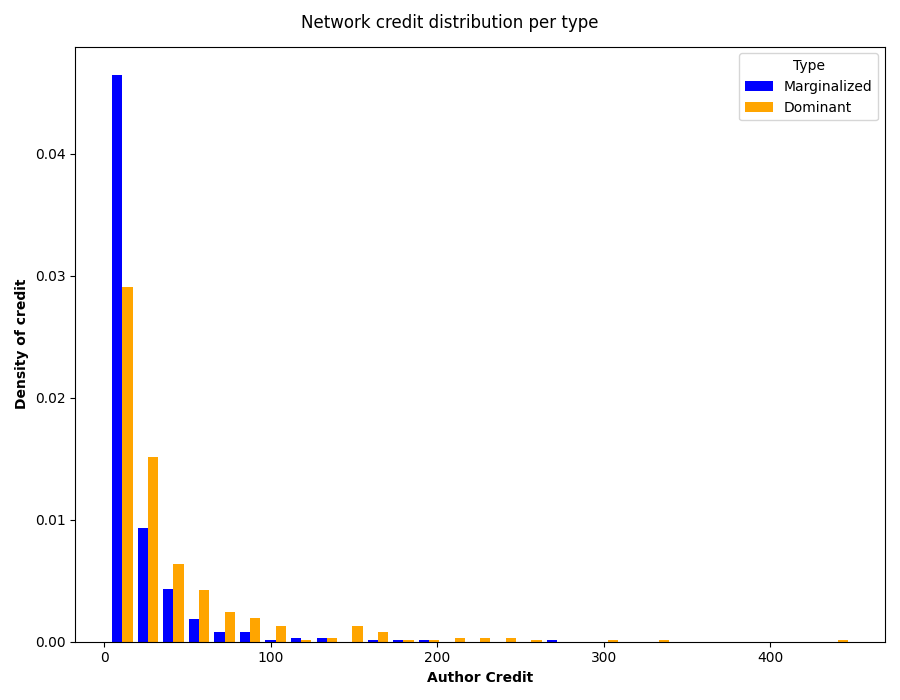 Network credit distribution per type
Type
Marginalized
Dominant
0.04
0.03
0.02
0.01
0.00
Density of credit
0 100 200 300 400
Author Credit